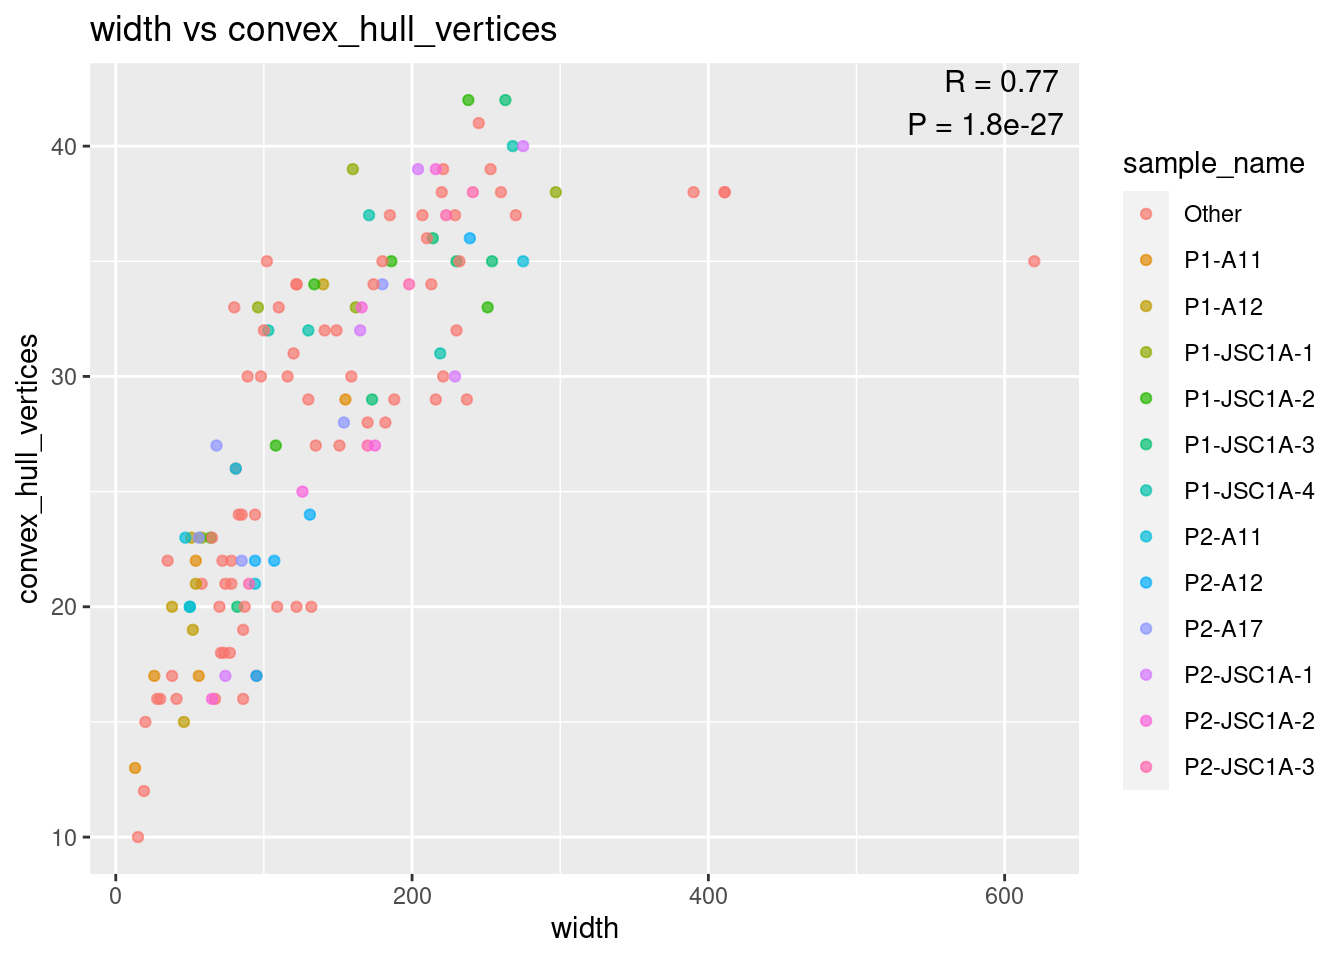 width vs convex_hull_vertices
R = 0.77
P = 1.8e-27
40
30
20
10
convex_hull_vertices
0
200
400
600
width
sample_name
Other
P1-A11
P1-A12
P1-JSC1A-1
P1-JSC1A-2
P1-JSC1A-3
P1-JSC1A-4
P2-A11
P2-A12
P2-A17
P2-JSC1A-1
P2-JSC1A-2
P2-JSC1A-3